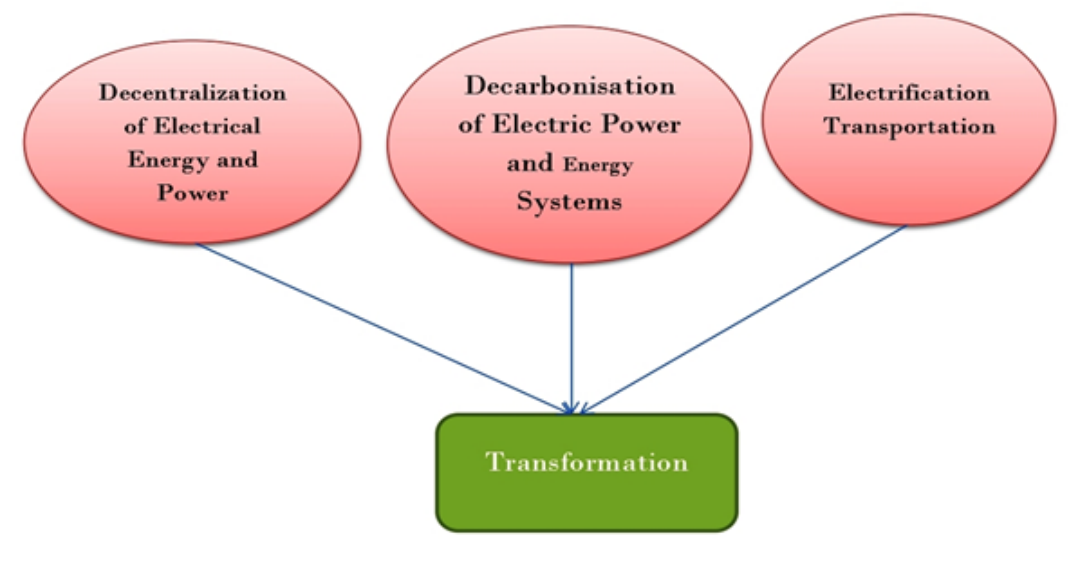 Decentralization
of Electrical
Energy and
Power
Decarbonisation
of Electric Power
and Energy
Systems
Electrification
Transportation
Transformation